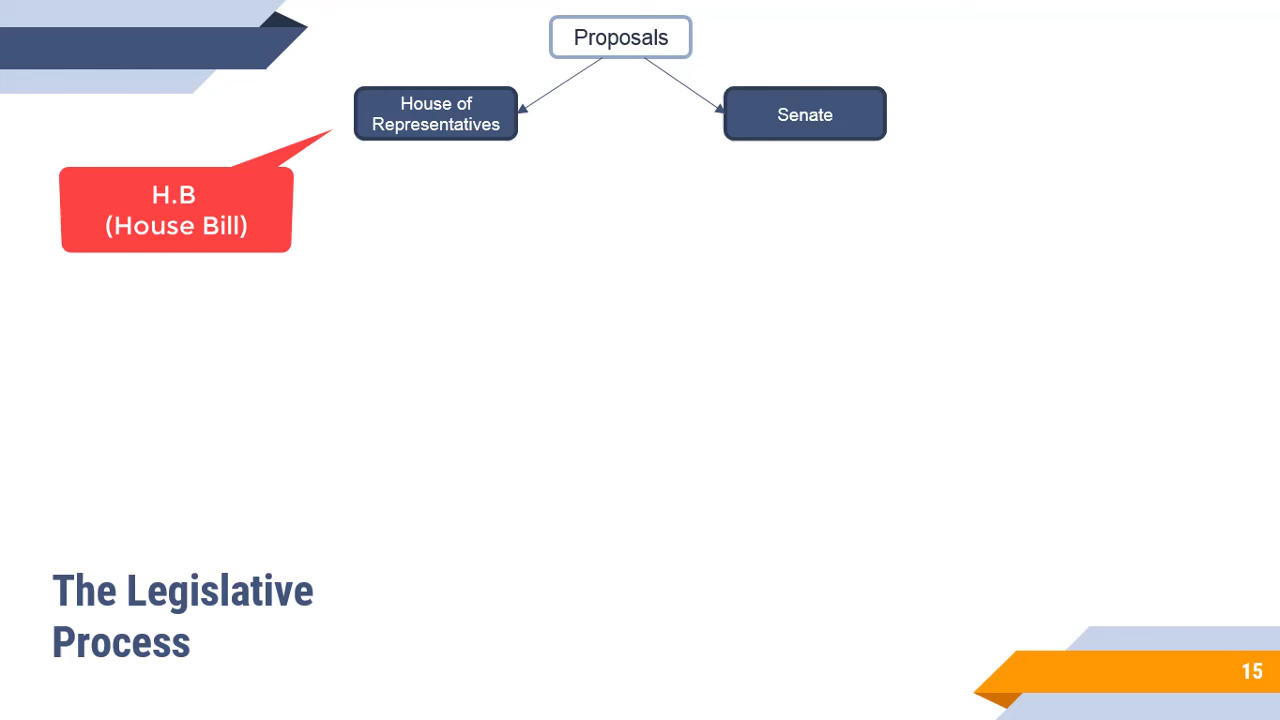 Proposals
House of
Representatives
Senate
H.B
(House Bill)
The Legislative
Process
15